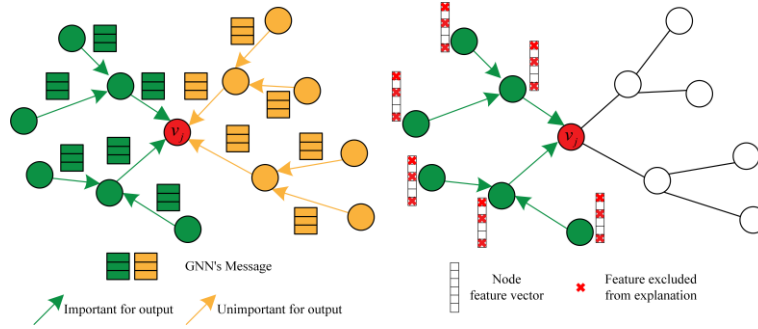 v_j
v_j
GNN's Message
Important for output
Unimportant for output
Node
feature vector
Feature excluded
from explanation